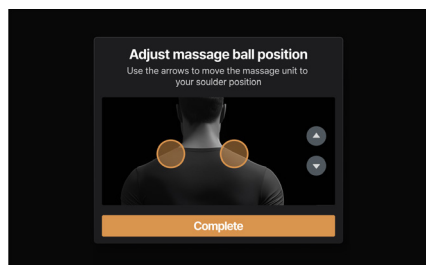 Adjust massage ball position
Use the arrows to move the massage unit to
your soulder position
Complete